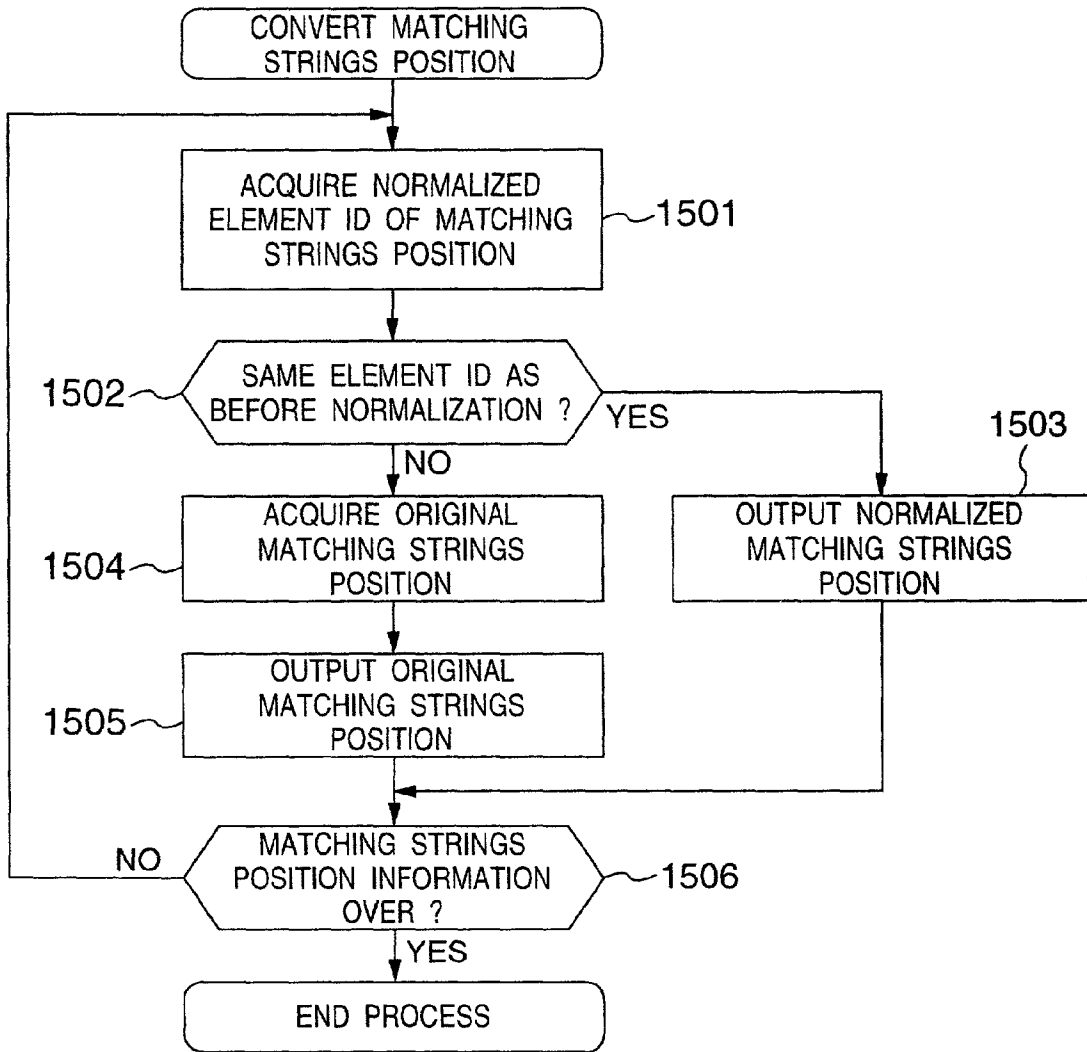 CONVERT MATCHING
STRINGS POSITION
ACQUIRE NORMALIZED
ELEMENT ID OF MATCHING
STRINGS POSITION
1501
1502
SAME ELEMENT ID AS
BEFORE NORMALIZATION ?
YES
NO
1503
1504
ACQUIRE ORIGINAL
MATCHING STRINGS
POSITION
OUTPUT NORMALIZED
MATCHING STRINGS
POSITION
1505
OUTPUT ORIGINAL
MATCHING STRINGS
POSITION
NO
MATCHING STRINGS
POSITION INFORMATION
OVER ?
1506
YES
END PROCESS